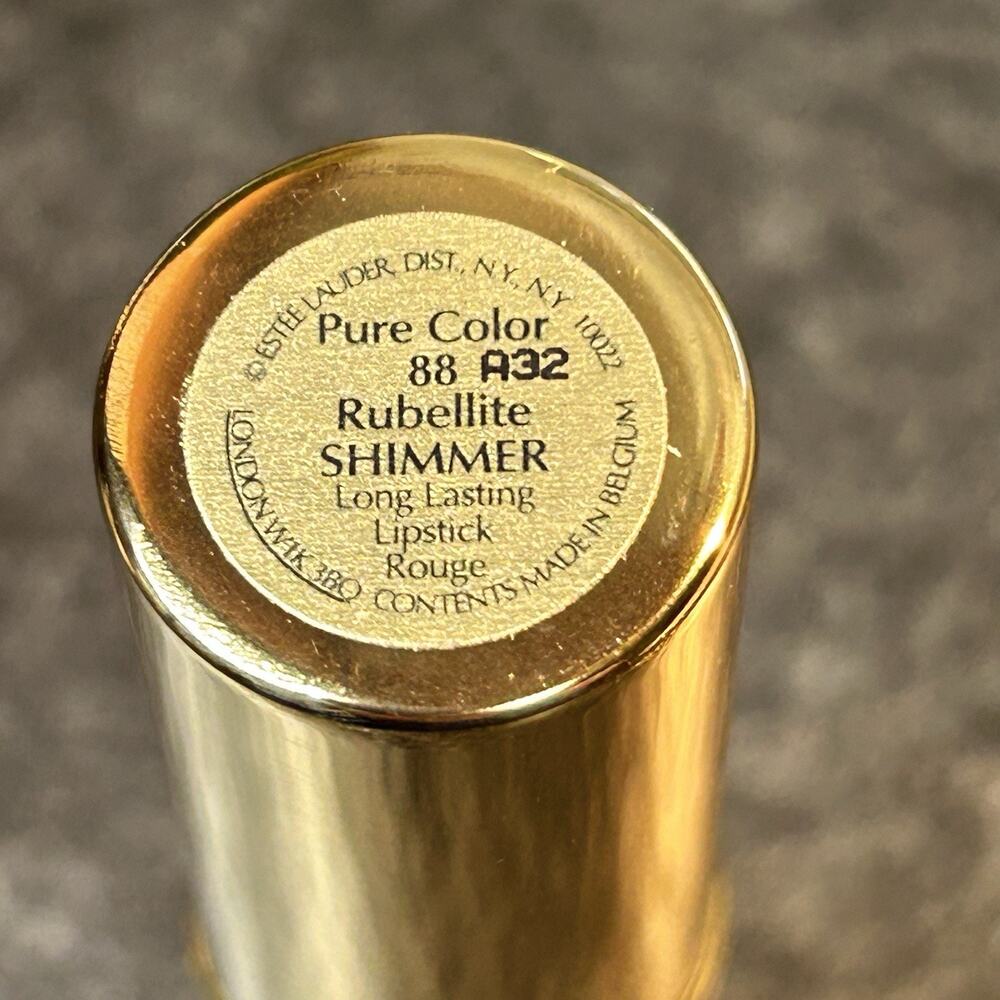 © ESTĒE LAUDER, DIST., N.Y., N.Y. 10022
Pure Color
88 A32
Rubellite
SHIMMER
Long Lasting
Lipstick
Rouge
LONDON W1K 3BQ CONTENTS MADE IN BELGIUM